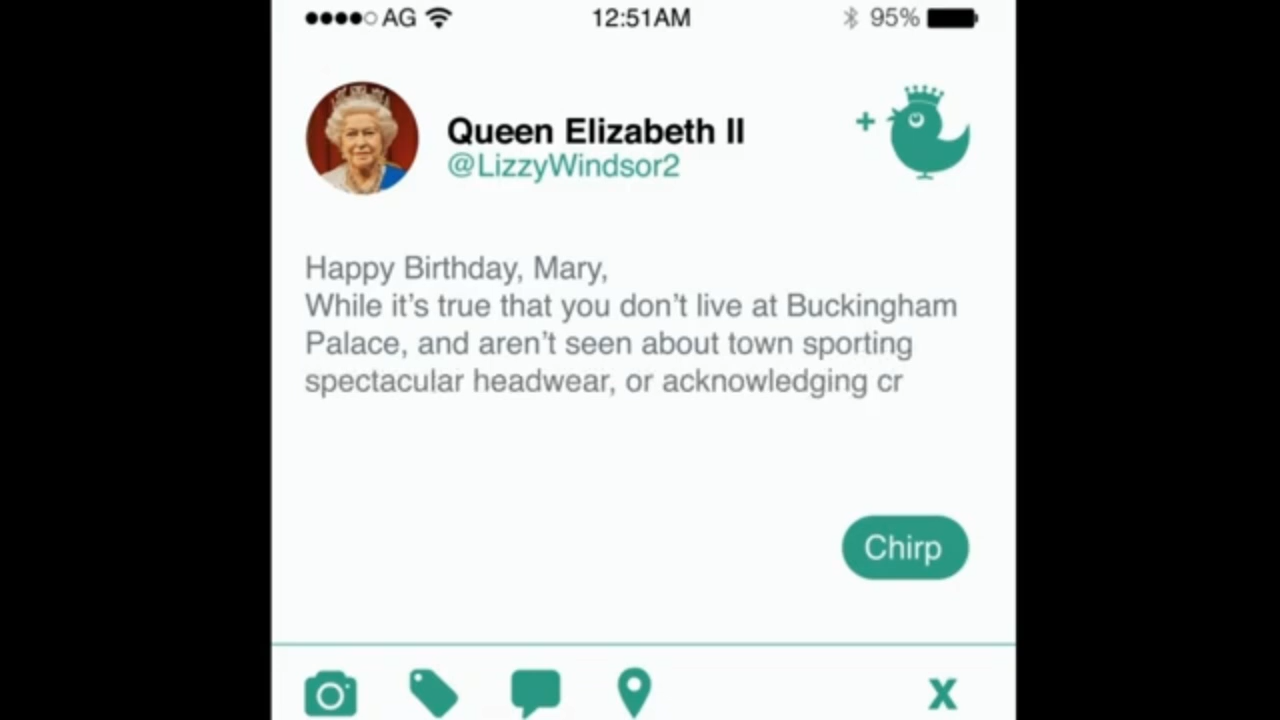 AG 12:51AM 95%
Queen Elizabeth II
@LizzyWindsor2
Happy Birthday, Mary,
While it's true that you don't live at Buckingham
Palace, and aren't seen about town sporting
spectacular headwear, or acknowledging cr
Chirp
X